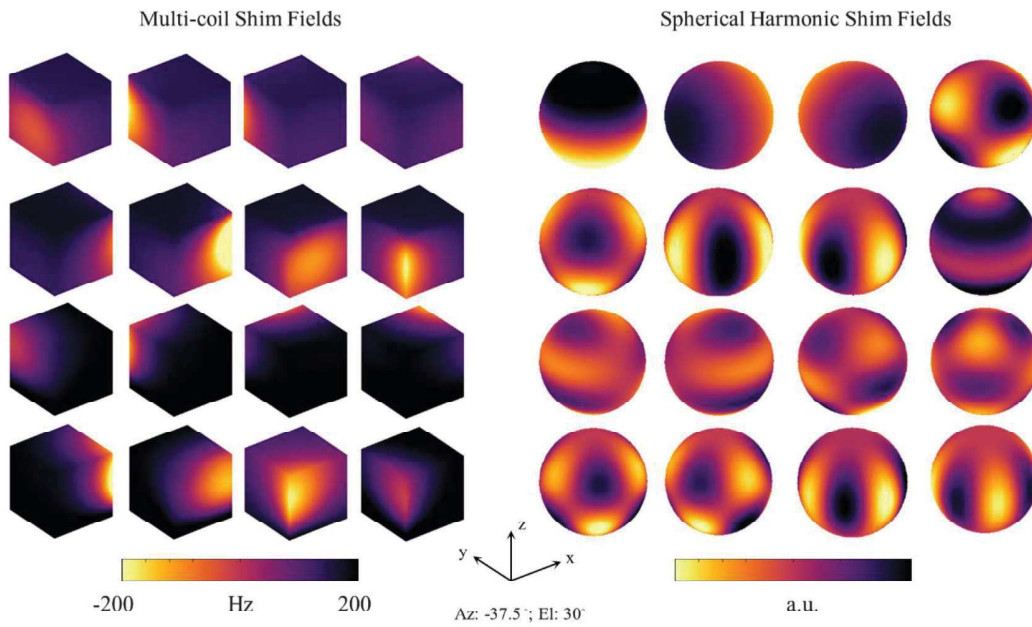 Multi-coil Shim Fields
Spherical Harmonic Shim Fields
z
y
x
-200 Hz 200
a.u.
Az: -37.5˚; El: 30˚